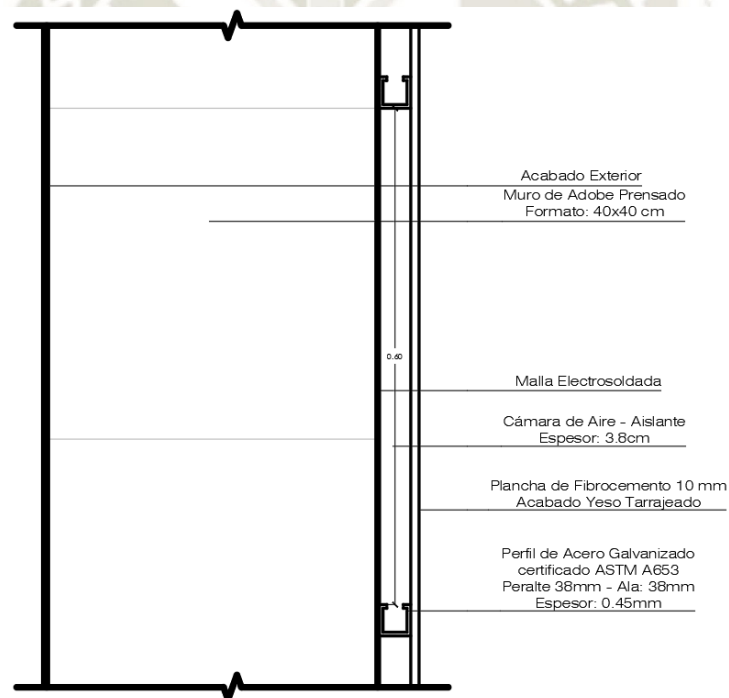 Acabado Exterior
Muro de Adobe Prensado
Formato: 40x40 cm
0.60
Malla Electrosoldada
Cámara de Aire - Aislante
Espesor: 3.8cm
Plancha de Fibrocemento 10 mm
Acabado Yeso Tarrajeado
Perfil de Acero Galvanizado
certificado ASTM A653
Peralte 38mm - Ala: 38mm
Espesor: 0.45mm